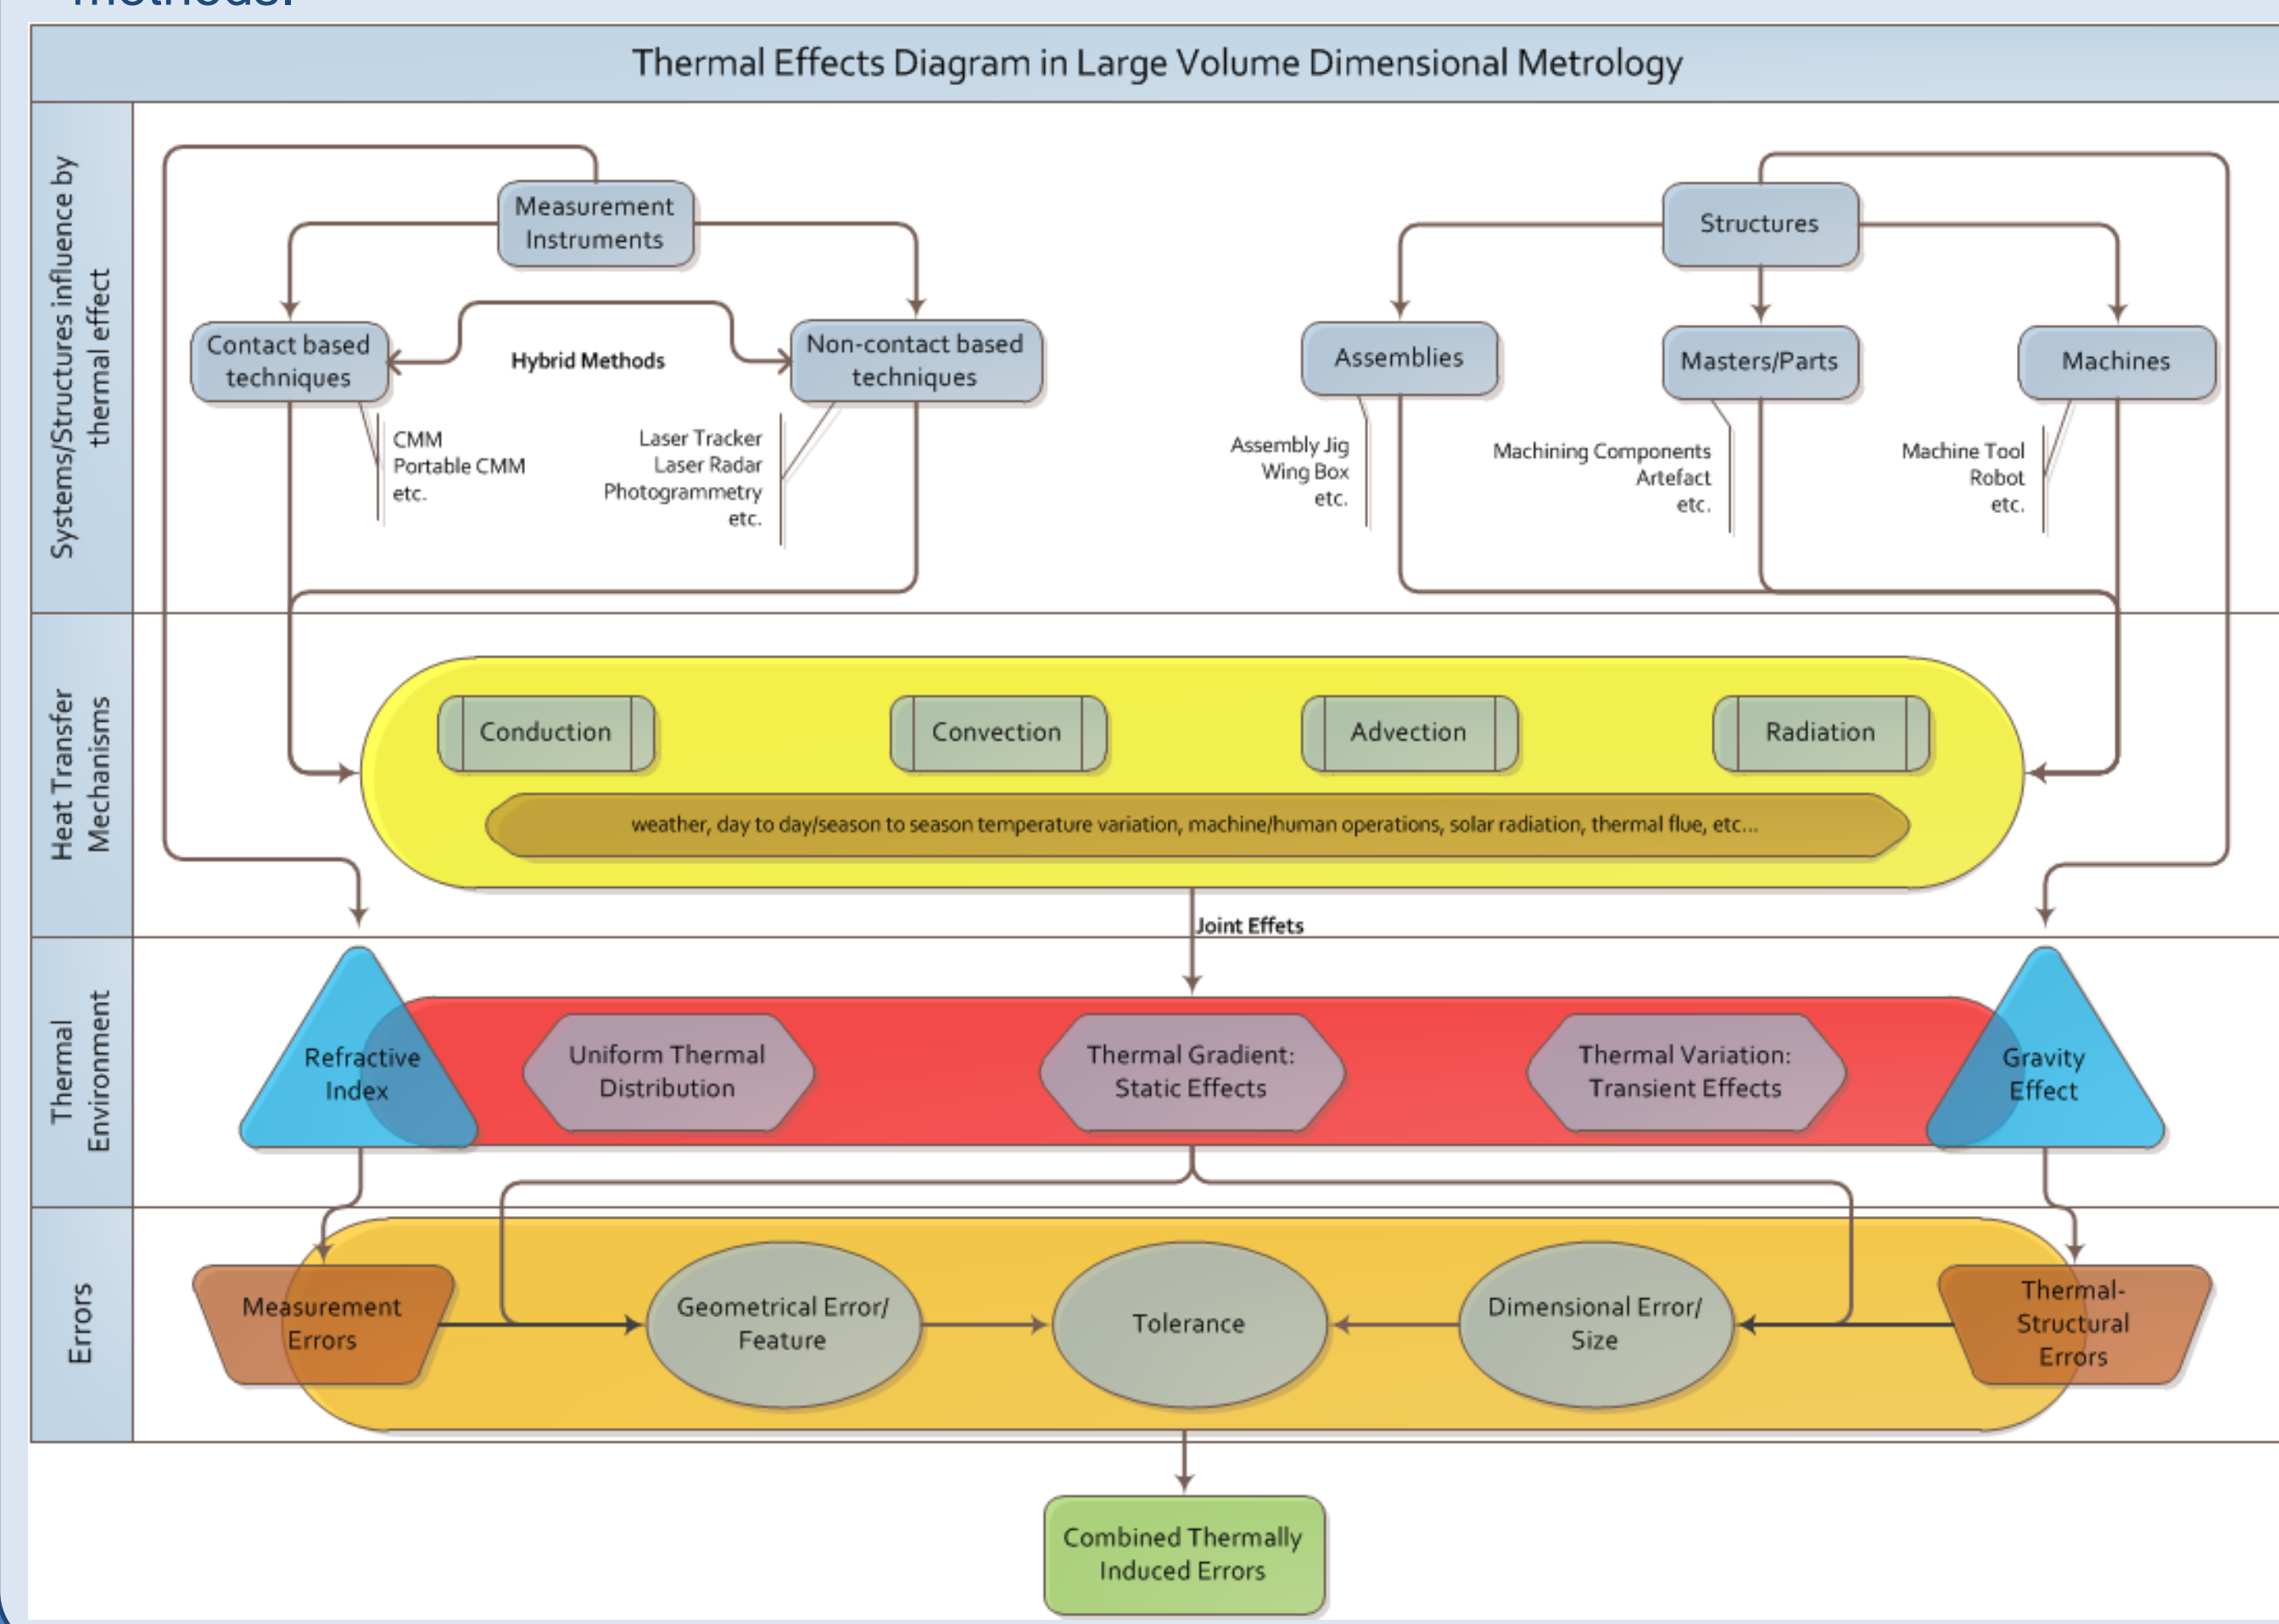 methods.
Thermal Effects Diagram in Large Volume Dimensional Metrology
Systems/Structures influence by
thermal effect
Measurement
Instruments
Structures
Contact based
techniques
Hybrid Methods
Non-contact based
techniques
Assemblies
Masters/Parts
Machines
CMM
Portable CMM
etc.
Laser Tracker
Laser Radar
Photogrammetry
etc.
Assembly Jig
Wing Box
etc.
Machining Components
Artefact
etc.
Machine Tool
Robot
etc.
Heat Transfer
Mechanisms
Conduction
Convection
Advection
Radiation
weather, day to day/season to season temperature variation, machine/human operations, solar radiation, thermal flue, etc...
Joint Effets
Thermal
Environment
Refractive
Index
Uniform Thermal
Distribution
Thermal Gradient:
Static Effects
Thermal Variation:
Transient Effects
Gravity
Effect
Errors
Measurement
Errors
Geometrical Error/
Feature
Tolerance
Dimensional Error/
Size
Thermal-
Structural
Errors
Combined Thermally
Induced Errors